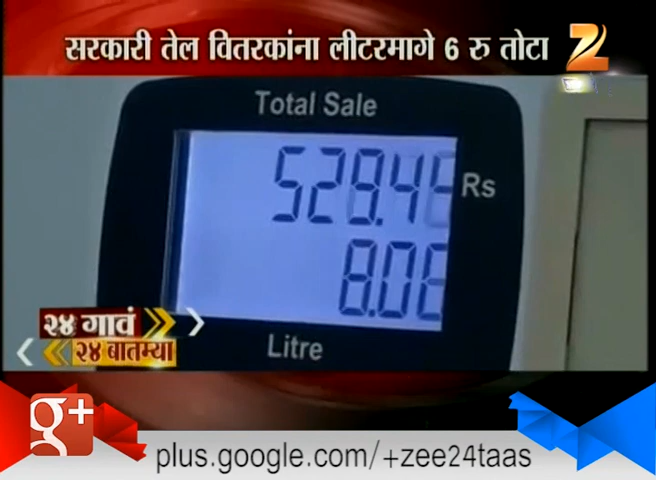 सरकारी तेल वितरकांना लीटरमागे 6 रु तोटा
Total Sale
Rs
Litre
२४ गावं
२४ बातम्या
g+
plus.google.com/+zee24taas